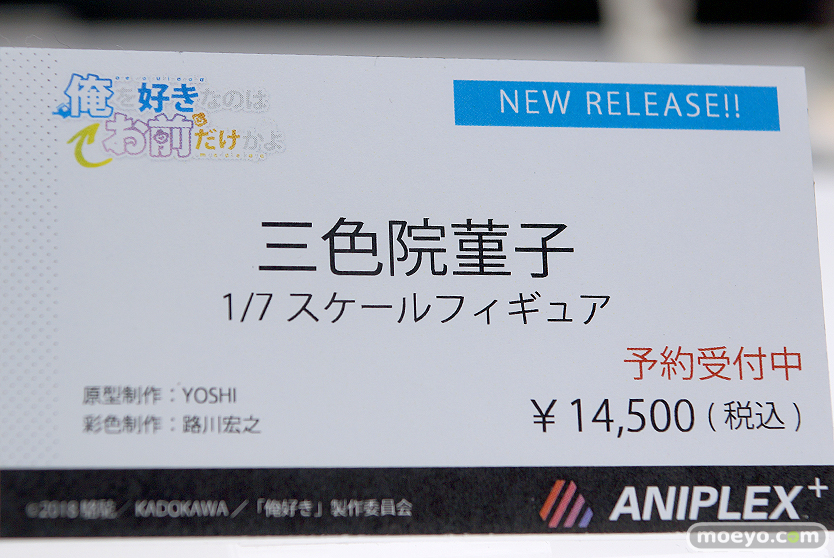 俺を好きなのは
お前だけかよ
NEW RELEASE!!
三色院菫子
1/7 スケールフィギュア
予約受付中
原型制作：YOSHI
¥ 14,500 ( 税込 )
彩色制作：路川宏之
©2018 駱駝／KADOKAWA／「俺好き」製作委員会
ANIPLEX+
moeyo.com